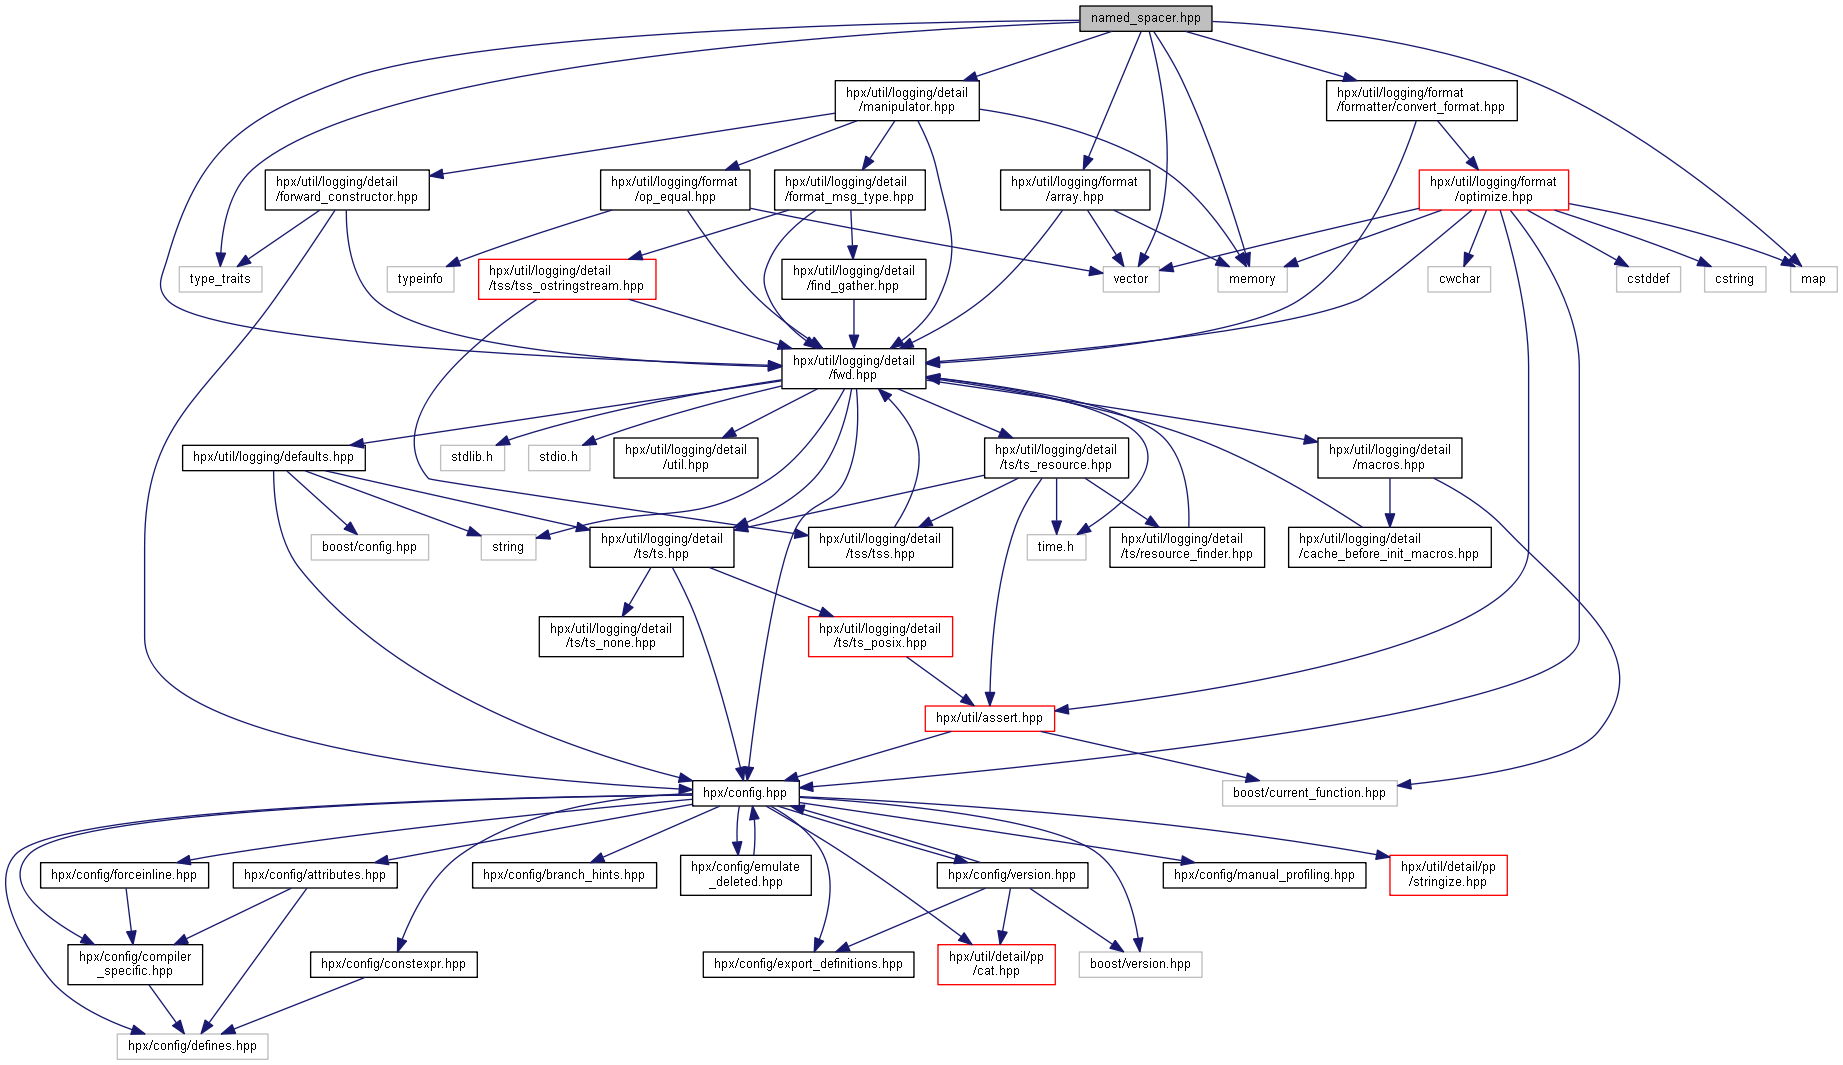 named_spacer.hpp
hpx/util/logging/detail
/manipulator.hpp
hpx/util/logging/format
/formatter/convert_format.hpp
hpx/util/logging/detail
/forward_constructor.hpp
hpx/util/logging/format
/op_equal.hpp
hpx/util/logging/detail
/format_msg_type.hpp
hpx/util/logging/format
/array.hpp
hpx/util/logging/format
/optimize.hpp
type_traits
typeinfo
hpx/util/logging/detail
/tss/tss_ostringstream.hpp
hpx/util/logging/detail
/find_gather.hpp
vector
memory
cwchar
cstddef
cstring
map
hpx/util/logging/detail
/fwd.hpp
hpx/util/logging/defaults.hpp
stdlib.h
stdio.h
hpx/util/logging/detail
/util.hpp
hpx/util/logging/detail
/ts/ts_resource.hpp
hpx/util/logging/detail
/macros.hpp
boost/config.hpp
string
hpx/util/logging/detail
/ts/ts.hpp
hpx/util/logging/detail
/tss/tss.hpp
time.h
hpx/util/logging/detail
/ts/resource_finder.hpp
hpx/util/logging/detail
/cache_before_init_macros.hpp
hpx/util/logging/detail
/ts/ts_none.hpp
hpx/util/logging/detail
/ts/ts_posix.hpp
hpx/util/assert.hpp
hpx/config.hpp
boost/current_function.hpp
hpx/config/forceinline.hpp
hpx/config/attributes.hpp
hpx/config/branch_hints.hpp
hpx/config/emulate
_deleted.hpp
hpx/config/version.hpp
hpx/config/manual_profiling.hpp
hpx/util/detail/pp
/stringize.hpp
hpx/config/compiler
_specific.hpp
hpx/config/constexpr.hpp
hpx/config/export_definitions.hpp
hpx/util/detail/pp
/cat.hpp
boost/version.hpp
hpx/config/defines.hpp